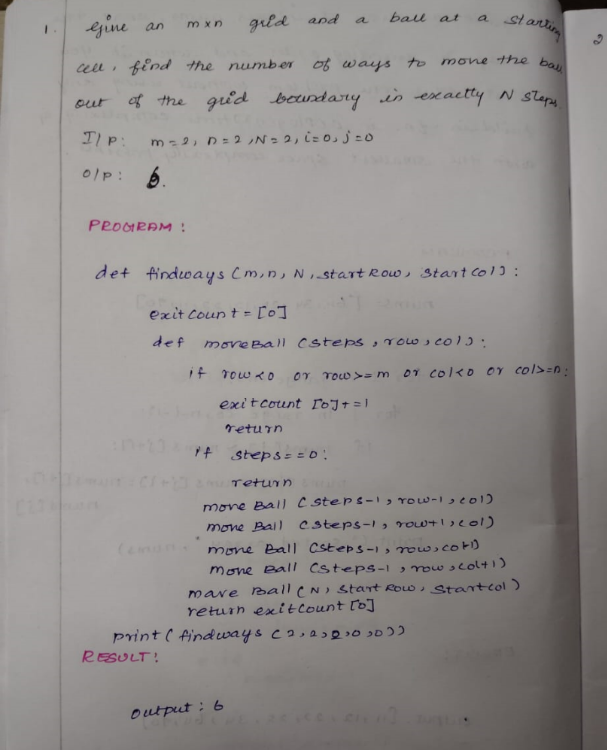 1. Give an mxn grid and a ball at a starting
cell, find the number of ways to move the ball
out of the grid boundary in exactly N steps.
I/P: m=2, n=2, N=2, i=0, j=0
O/P: 6.
PROGRAM:
def findways (m,n, N, startRow, startcol):
exitcount = [0]
def moveBall (steps, row, col):
if row<0 or row>=m or col<0 or col>=n:
exitcount [0]+=1
return
if steps==0:
return
move Ball (steps-1, row-1, col)
move Ball (steps-1, row+1, col)
move Ball (steps-1, row, col+1)
move Ball (steps-1, row, col+1)
move Ball (N, startRow, startcol)
return exitcount [0]
print( findways (2,2,2,0,0))
RESULT:
output: 6
2